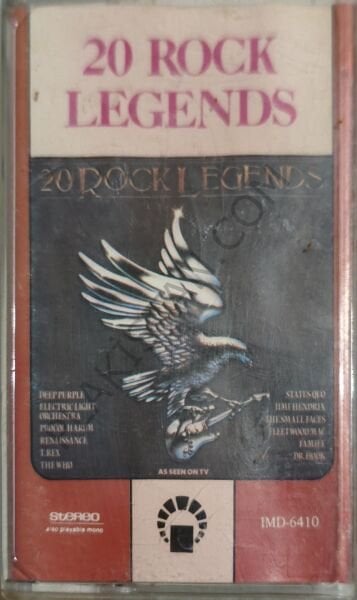 20 ROCK
LEGENDS
20 ROCK LEGENDS
DEEP PURPLE
ELECTRIC LIGHT
ORCHESTRA
PROCOL HARUM
RENAISSANCE
T. REX
THE WHO
STATUS QUO
JIMI HENDRIX
THE SMALL FACES
FLEETWOOD MAC
FAMILY
DR. HOOK
AS SEEN ON TV
STEREO
also playable mono
IMD-6410